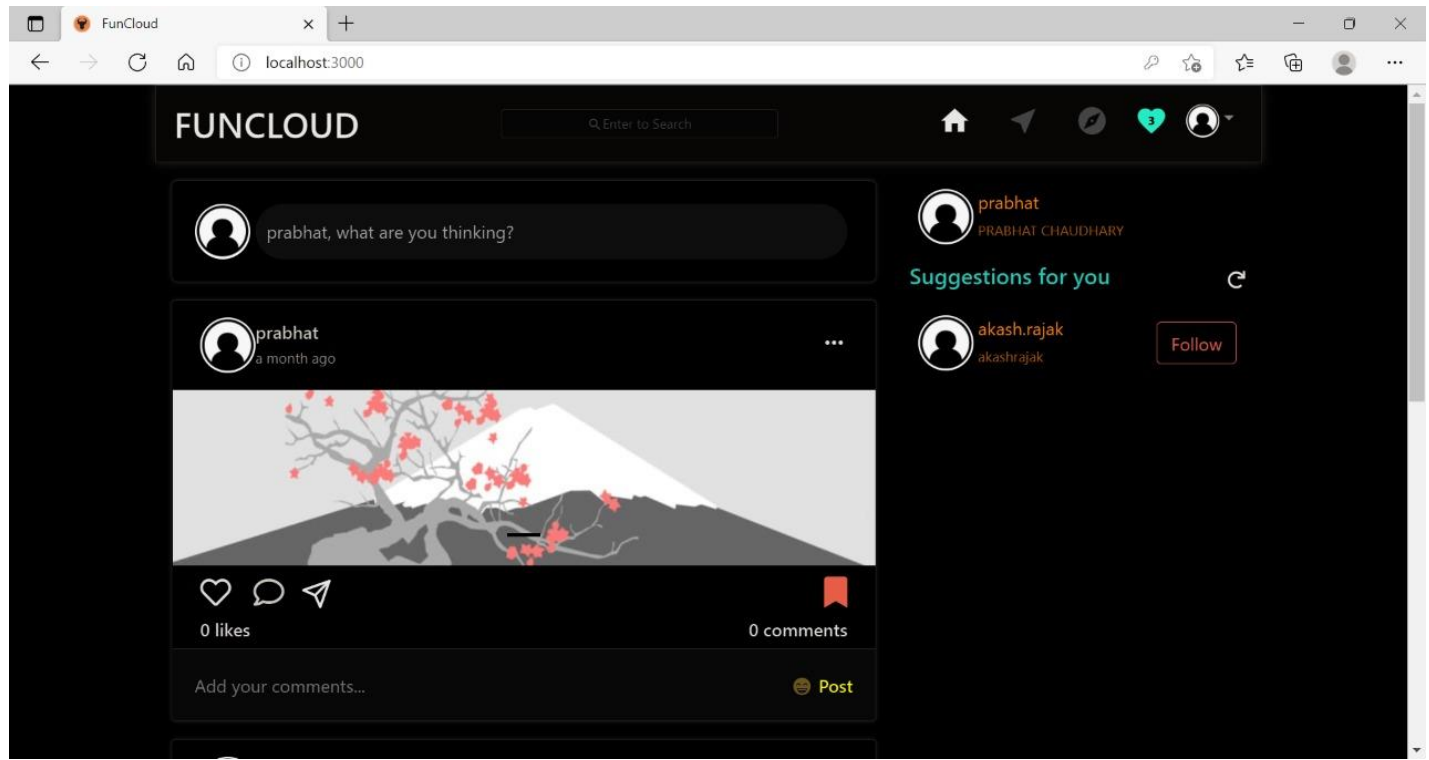 FunCloud
localhost:3000
FUNCLOUD
Enter to Search
3
prabhat, what are you thinking?
prabhat
a month ago
0 likes
0 comments
Add your comments...
Post
prabhat
PRABHAT CHAUDHARY
Suggestions for you
akash.rajak
akashrajak
Follow